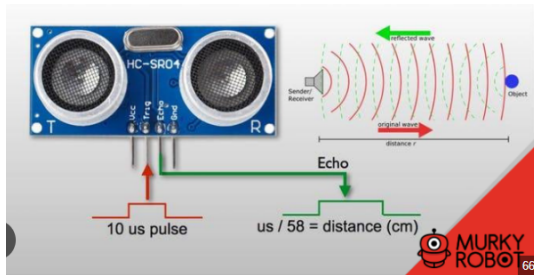 HC-SR04
T
Vcc
Trig
Echo
Gnd
R
reflected wave
Sender/
Receiver
Object
original wave
distance r
Echo
10 us pulse
us / 58 = distance (cm)
MURKY
ROBOT
66